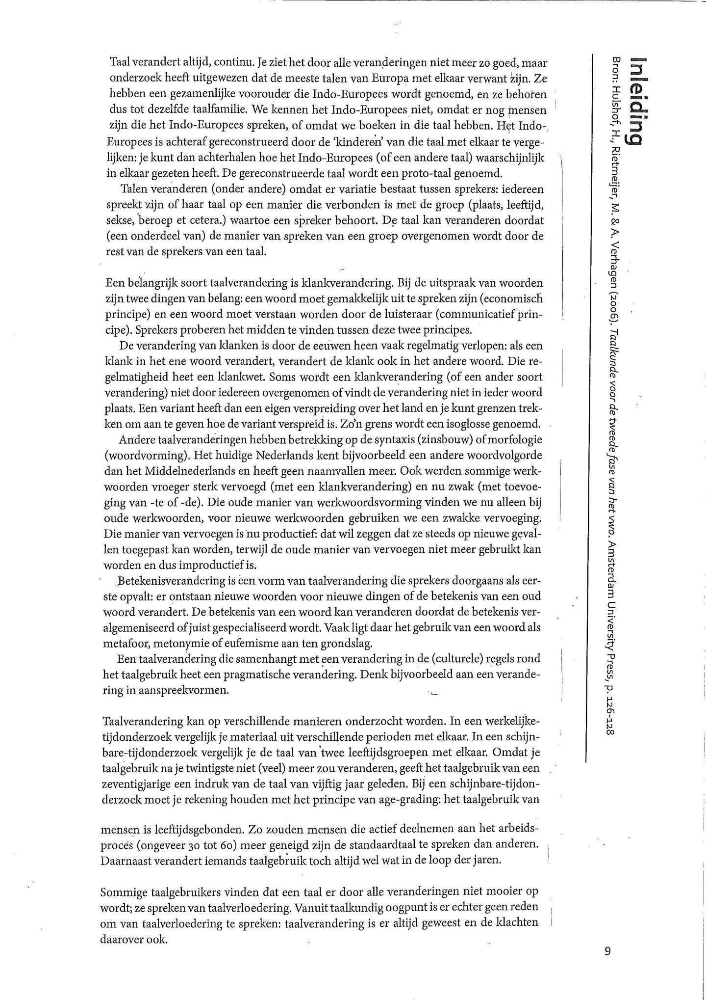 Inleiding
Bron: Hulshof, H., Rietmeijer, M. & A. Verhagen (2006). Taalkunde voor de tweede fase van het vwo. Amsterdam University Press, p. 126-128
Taal verandert altijd, continu. Je ziet het door alle veranderingen niet meer zo goed, maar
onderzoek heeft uitgewezen dat de meeste talen van Europa met elkaar verwant zijn. Ze
hebben een gezamenlijke voorouder die Indo-Europees wordt genoemd, en ze behoren
dus tot dezelfde taalfamilie. We kennen het Indo-Europees niet, omdat er nog mensen
zijn die het Indo-Europees spreken, of omdat we boeken in die taal hebben. Het Indo-
Europees is achteraf gereconstrueerd door de ‘kinderen’ van die taal met elkaar te verge-
lijken: je kunt dan achterhalen hoe het Indo-Europees (of een andere taal) waarschijnlijk
in elkaar gezeten heeft. De gereconstrueerde taal wordt een proto-taal genoemd.
Talen veranderen (onder andere) omdat er variatie bestaat tussen sprekers: iedereen
spreekt zijn of haar taal op een manier die verbonden is met de groep (plaats, leeftijd,
sekse, beroep et cetera.) waartoe een spreker behoort. De taal kan veranderen doordat
(een onderdeel van) de manier van spreken van een groep overgenomen wordt door de
rest van de sprekers van een taal.
Een belangrijk soort taalverandering is klankverandering. Bij de uitspraak van woorden
zijn twee dingen van belang: een woord moet gemakkelijk uit te spreken zijn (economisch
principe) en een woord moet verstaan worden door de luisteraar (communicatief prin-
cipe). Sprekers proberen het midden te vinden tussen deze twee principes.
De verandering van klanken is door de eeuwen heen vaak regelmatig verlopen: als een
klank in het ene woord verandert, verandert de klank ook in het andere woord. Die re-
gelmatigheid heet een klankwet. Soms wordt een klankverandering (of een ander soort
verandering) niet door iedereen overgenomen of vindt de verandering niet in ieder woord
plaats. Een variant heeft dan een eigen verspreiding over het land en je kunt grenzen trek-
ken om aan te geven hoe de variant verspreid is. Zo’n grens wordt een isoglosse genoemd.
Andere taalveranderingen hebben betrekking op de syntaxis (zinsbouw) of morfologie
(woordvorming). Het huidige Nederlands kent bijvoorbeeld een andere woordvolgorde
dan het Middelnederlands en heeft geen naamvallen meer. Ook werden sommige werk-
woorden vroeger sterk vervoegd (met een klankverandering) en nu zwak (met toevoe-
ging van -te of -de). Die oude manier van werkwoordsvorming vinden we nu alleen bij
oude werkwoorden, voor nieuwe werkwoorden gebruiken we een zwakke vervoeging.
Die manier van vervoegen is nu productief: dat wil zeggen dat ze steeds op nieuwe geval-
len toegepast kan worden, terwijl de oude manier van vervoegen niet meer gebruikt kan
worden en dus improductief is.
Betekenisverandering is een vorm van taalverandering die sprekers doorgaans als eer-
ste opvalt: er ontstaan nieuwe woorden voor nieuwe dingen of de betekenis van een oud
woord verandert. De betekenis van een woord kan veranderen doordat de betekenis ver-
algemeniseerd of juist gespecialiseerd wordt. Vaak ligt daar het gebruik van een woord als
metafoor, metonymie of eufemisme aan ten grondslag.
Een taalverandering die samenhangt met een verandering in de (culturele) regels rond
het taalgebruik heet een pragmatische verandering. Denk bijvoorbeeld aan een verande-
ring in aanspreekvormen.
Taalverandering kan op verschillende manieren onderzocht worden. In een werkelijke-
tijdonderzoek vergelijk je materiaal uit verschillende perioden met elkaar. In een schijn-
bare-tijdonderzoek vergelijk je de taal van twee leeftijdsgroepen met elkaar. Omdat je
taalgebruik na je twintigste niet (veel) meer zou veranderen, geeft het taalgebruik van een
zeventigjarige een indruk van de taal van vijftig jaar geleden. Bij een schijnbare-tijdon-
derzoek moet je rekening houden met het principe van age-grading: het taalgebruik van
mensen is leeftijdsgebonden. Zo zouden mensen die actief deelnemen aan het arbeids-
proces (ongeveer 30 tot 60) meer geneigd zijn de standaardtaal te spreken dan anderen.
Daarnaast verandert iemands taalgebruik toch altijd wel wat in de loop der jaren.
Sommige taalgebruikers vinden dat een taal er door alle veranderingen niet mooier op
wordt; ze spreken van taalverloedering. Vanuit taalkundig oogpunt is er echter geen reden
om van taalverloedering te spreken: taalverandering is er altijd geweest en de klachten
daarover ook.
9